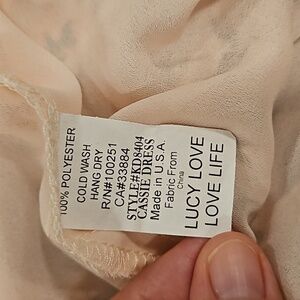 100% POLYESTER
COLD WASH
HANG DRY
R/N#100251
CA#33884
STYLE#KD8404
CASSIE DRESS
Made in U.S.A.
Fabric From
China
LUCY LOVE
LOVE LIFE